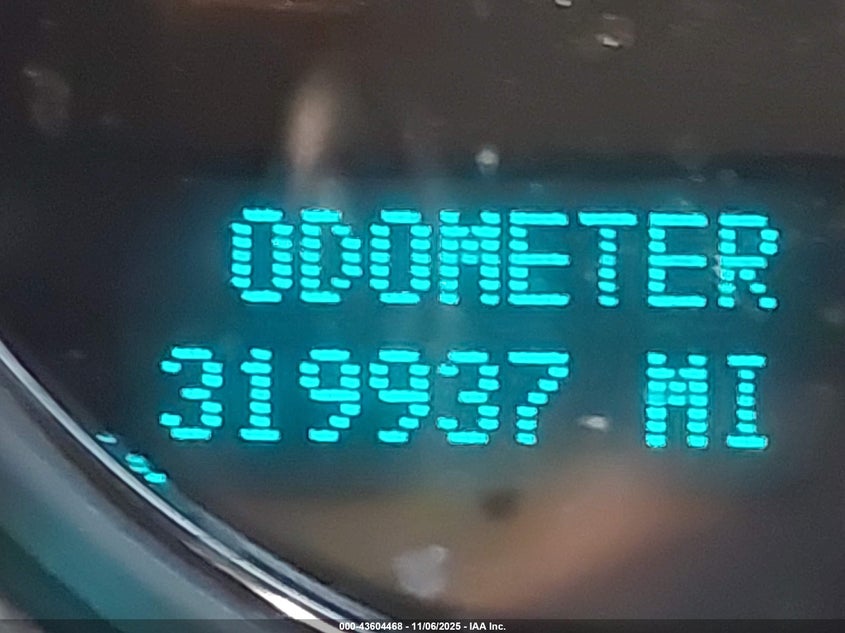 ODOMETER
319937 MI
000-43604468 - 11/06/2025 - IAA Inc.